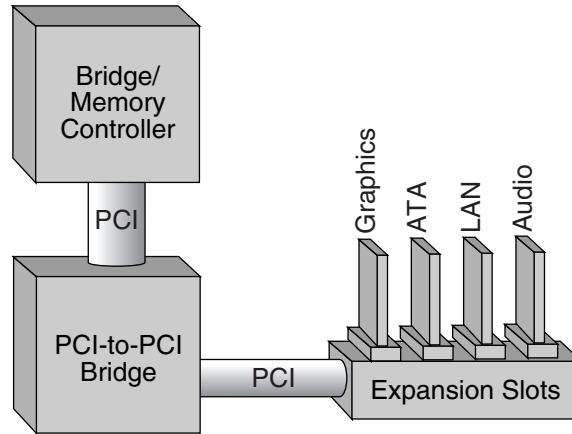 Bridge/
Memory
Controller
PCI
PCI-to-PCI
Bridge
PCI
Graphics
ATA
LAN
Audio
Expansion Slots